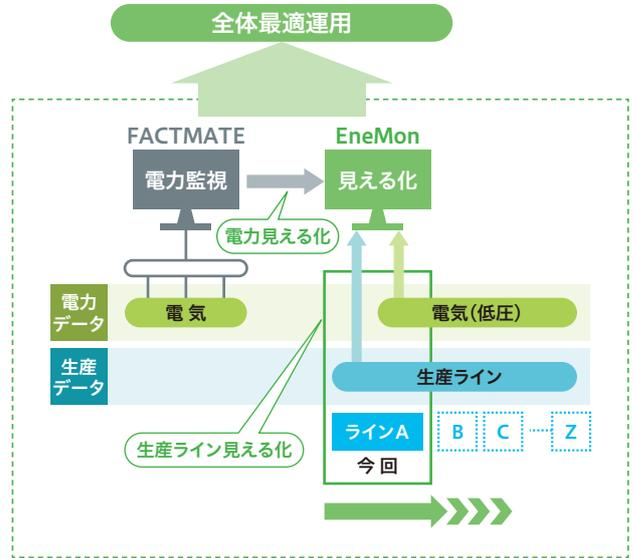 全体最適運用
FACTMATE
EneMon
電力監視
見える化
電力見える化
電力
データ
電気
電気(低圧)
生産
データ
生産ライン
生産ライン見える化
ラインA
B
C
Z
今回